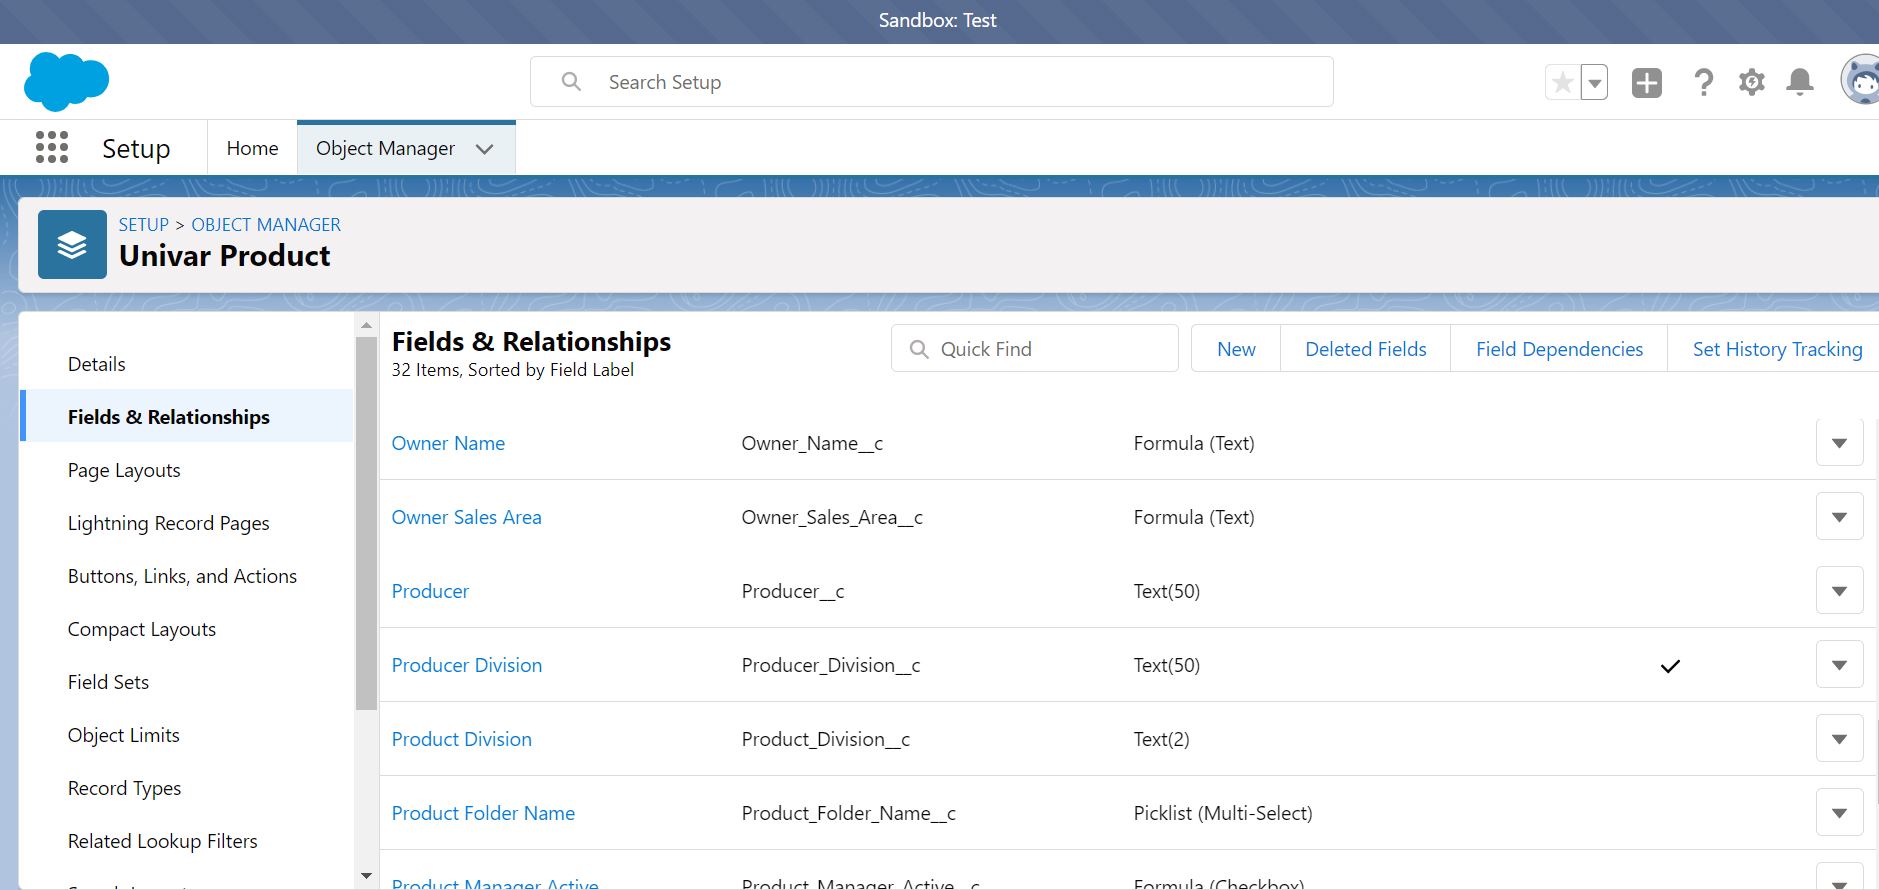 Sandbox: Test
Search Setup
Setup
Home
Object Manager
SETUP > OBJECT MANAGER
Univar Product
Details
Fields & Relationships
Page Layouts
Lightning Record Pages
Buttons, Links, and Actions
Compact Layouts
Field Sets
Object Limits
Record Types
Related Lookup Filters
Fields & Relationships
32 Items, Sorted by Field Label
Quick Find
New
Deleted Fields
Field Dependencies
Set History Tracking
Owner Name Owner_Name__c Formula (Text)
Owner Sales Area Owner_Sales_Area__c Formula (Text)
Producer Producer__c Text(50)
Producer Division Producer_Division__c Text(50)
Product Division Product_Division__c Text(2)
Product Folder Name Product_Folder_Name__c Picklist (Multi-Select)
Product Manager Active Product_Manager_Active__c Formula (Checkbox)